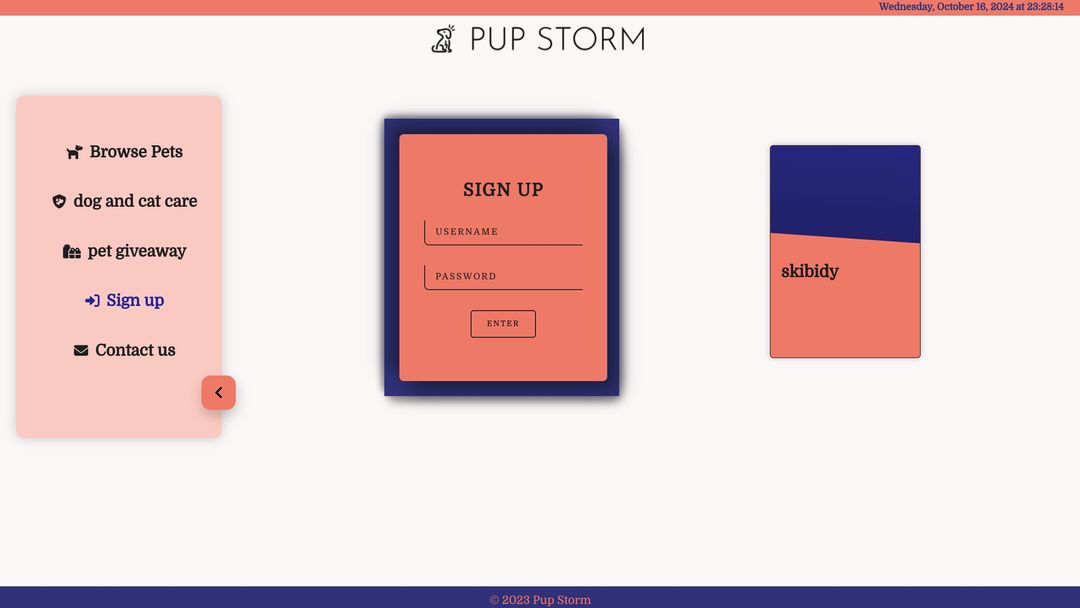 Wednesday, October 16, 2024 at 23:28:14
PUP STORM
Browse Pets
dog and cat care
pet giveaway
Sign up
Contact us
SIGN UP
USERNAME
PASSWORD
ENTER
skibidy
© 2023 Pup Storm